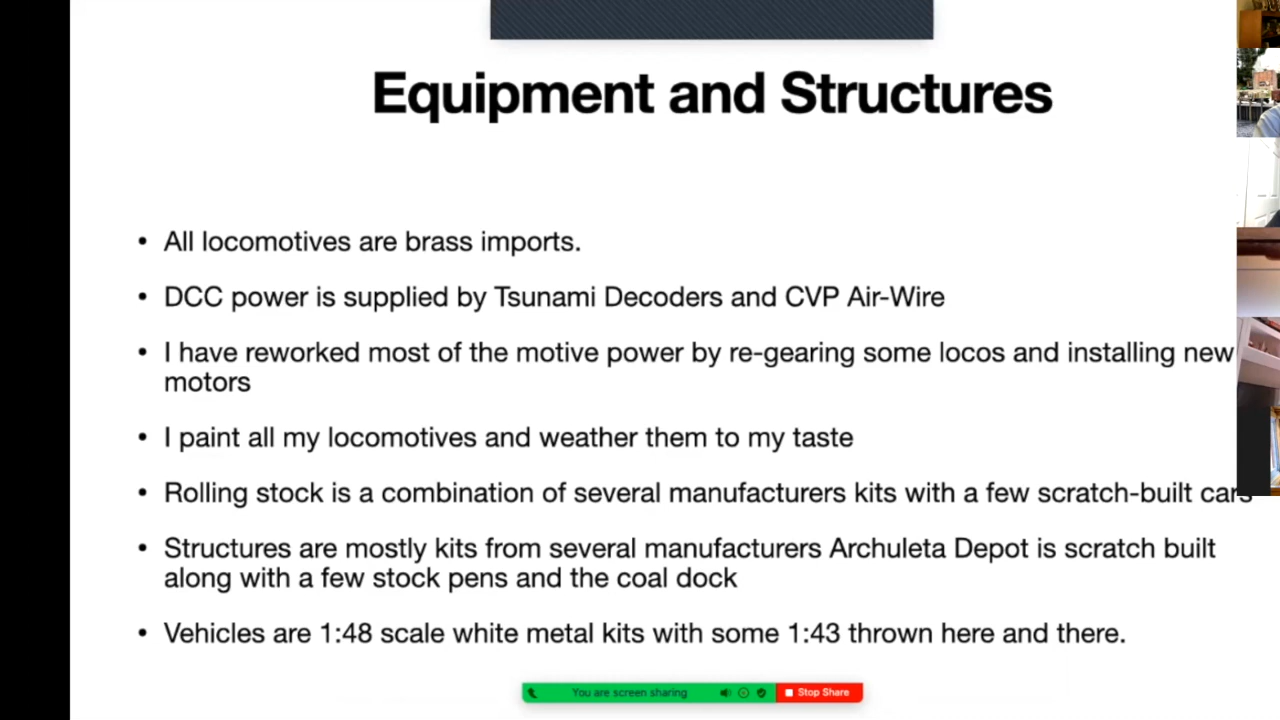 Equipment and Structures
• All locomotives are brass imports.
• DCC power is supplied by Tsunami Decoders and CVP Air-Wire
• I have reworked most of the motive power by re-gearing some locos and installing new
motors
• I paint all my locomotives and weather them to my taste
• Rolling stock is a combination of several manufacturers kits with a few scratch-built cars
• Structures are mostly kits from several manufacturers Archuleta Depot is scratch built
along with a few stock pens and the coal dock
• Vehicles are 1:48 scale white metal kits with some 1:43 thrown here and there.
You are screen sharing Stop Share